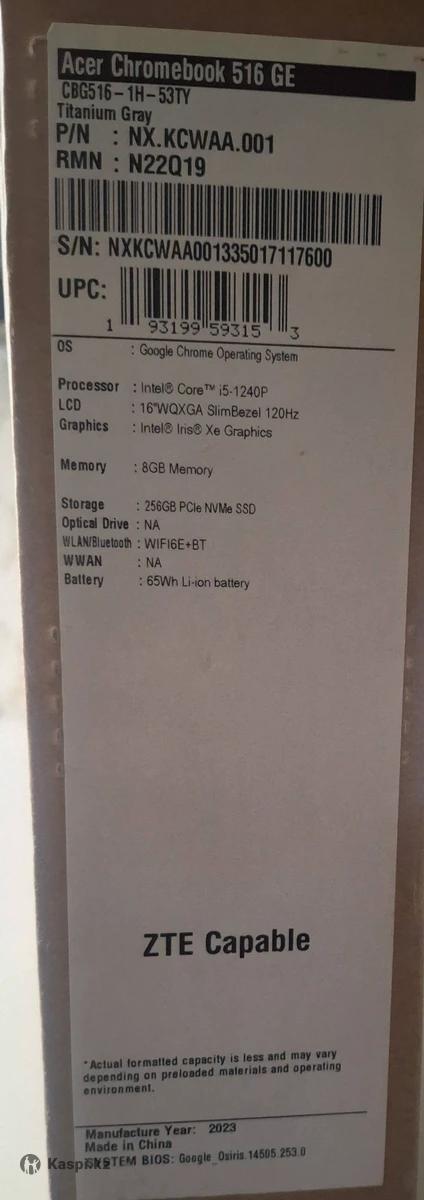 Acer Chromebook 516 GE
CBG516-1H-53TY
Titanium Gray
P/N : NX.KCWAA.001
RMN : N22Q19
S/N: NXKCWAA001335017117600
UPC:
1 93199 59315 3
OS : Google Chrome Operating System
Processor : Intel® Core™ i5-1240P
LCD : 16"WQXGA SlimBezel 120Hz
Graphics : Intel® Iris® Xe Graphics
Memory : 8GB Memory
Storage : 256GB PCIe NVMe SSD
Optical Drive : NA
WLAN/Bluetooth : WIFI6E+BT
WWAN : NA
Battery : 65Wh Li-ion battery
ZTE Capable
*Actual formatted capacity is less and may vary
depending on preloaded materials and operating
environment.
Manufacture Year: 2023
Made in China
SYSTEM BIOS: Google_Osiris.14505.253.0
Kaspi.kz